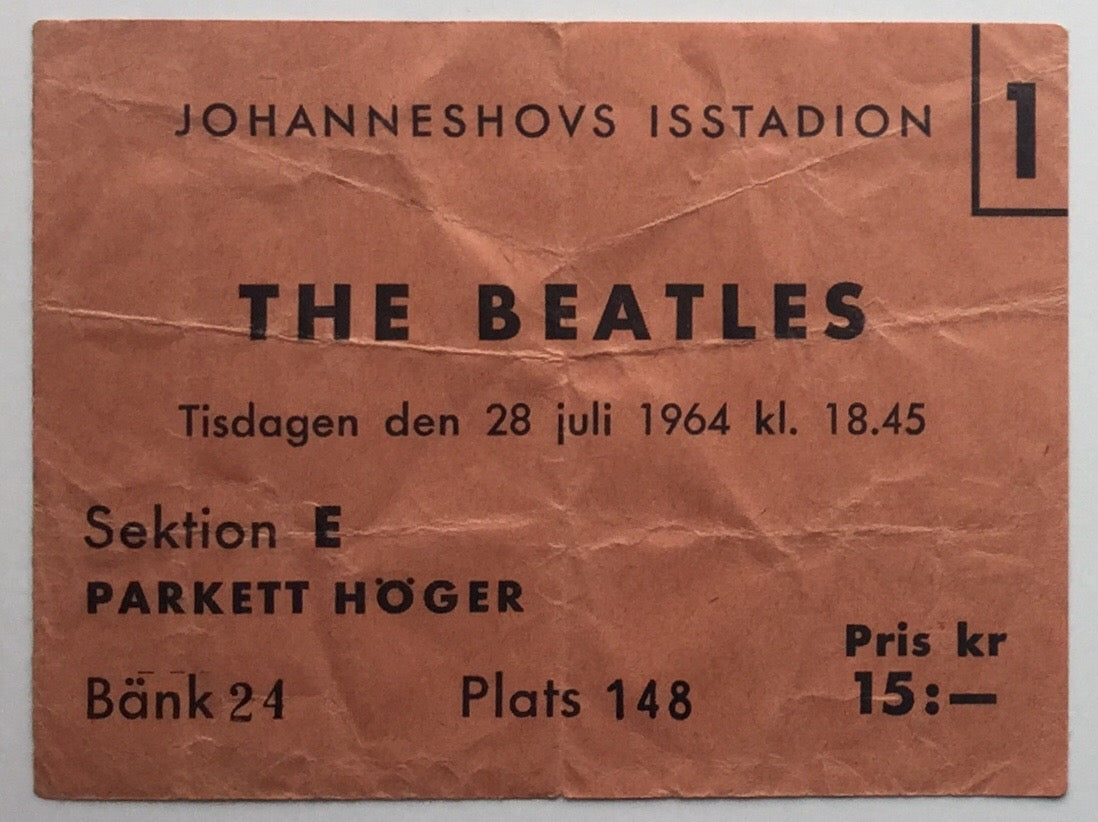 JOHANNESHOVS ISSTADION
1
THE BEATLES
Tisdagen den 28 juli 1964 kl. 18.45
Sektion E
PARKETT HÖGER
Bänk 24 Plats 148
Pris kr
15:—